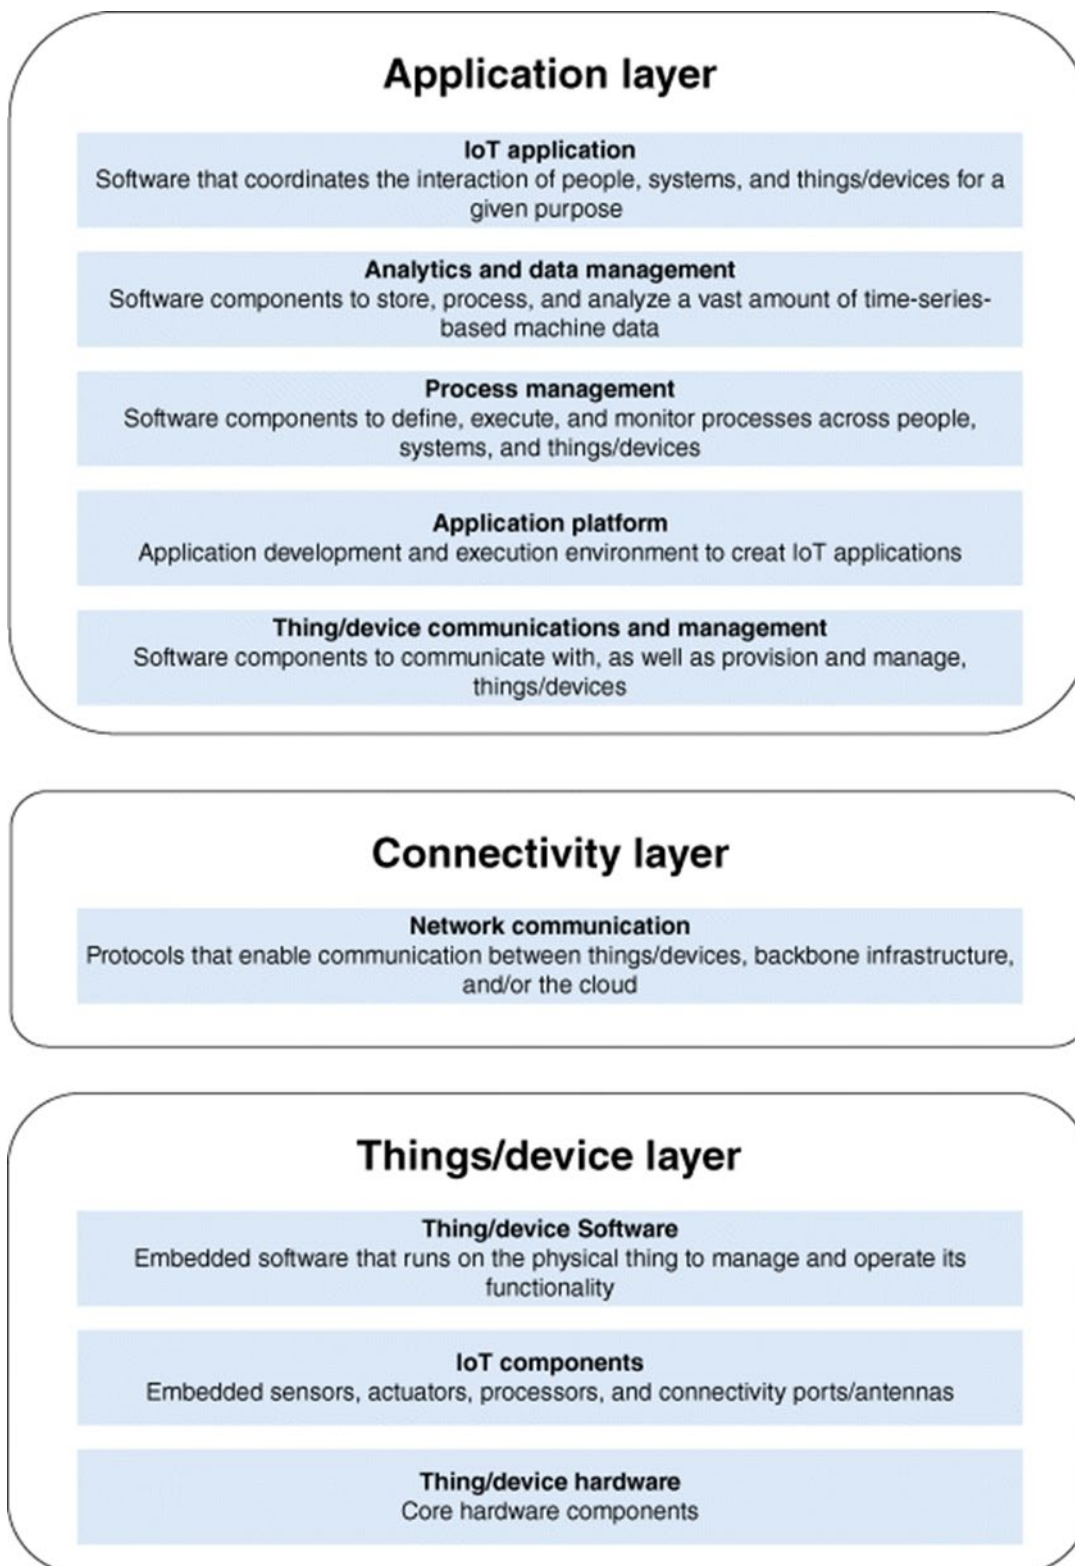 Application layer
IoT application
Software that coordinates the interaction of people, systems, and things/devices for a
given purpose
Analytics and data management
Software components to store, process, and analyze a vast amount of time-series-
based machine data
Process management
Software components to define, execute, and monitor processes across people,
systems, and things/devices
Application platform
Application development and execution environment to creat IoT applications
Thing/device communications and management
Software components to communicate with, as well as provision and manage,
things/devices
Connectivity layer
Network communication
Protocols that enable communication between things/devices, backbone infrastructure,
and/or the cloud
Things/device layer
Thing/device Software
Embedded software that runs on the physical thing to manage and operate its
functionality
IoT components
Embedded sensors, actuators, processors, and connectivity ports/antennas
Thing/device hardware
Core hardware components